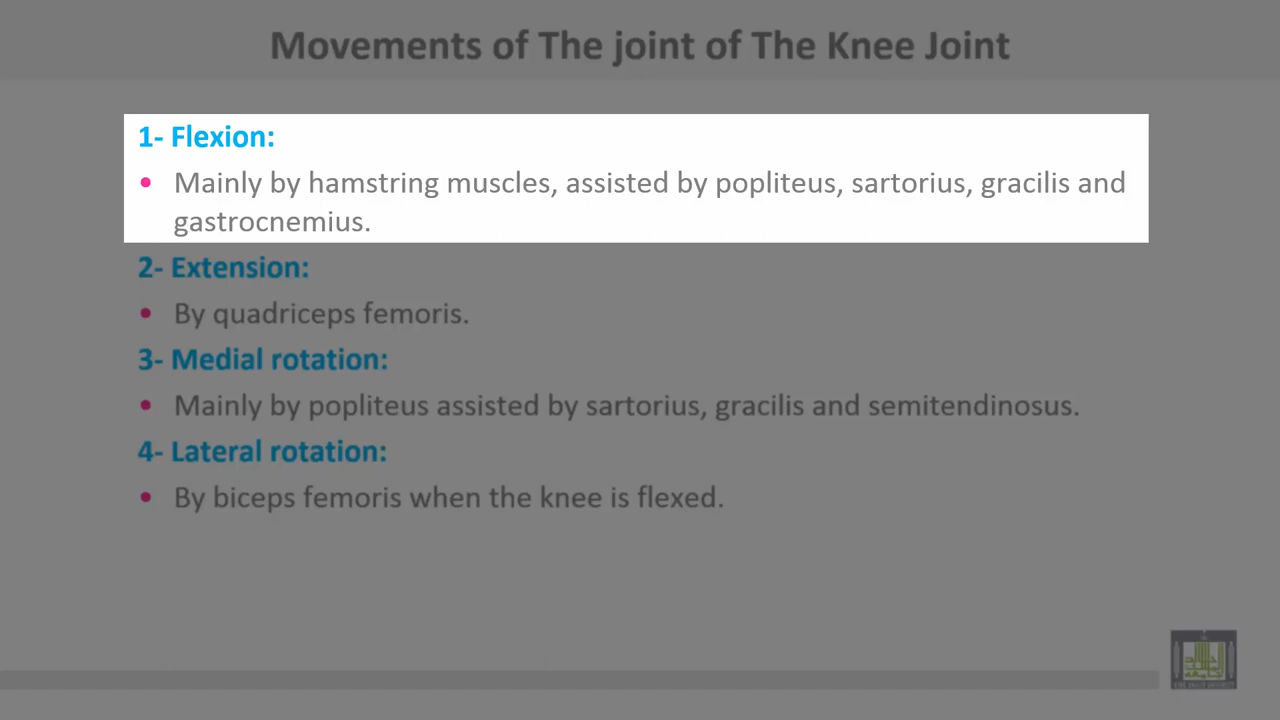 Movements of The joint of The Knee Joint
1- Flexion:
• Mainly by hamstring muscles, assisted by popliteus, sartorius, gracilis and
gastrocnemius.
2- Extension:
• By quadriceps femoris.
3- Medial rotation:
• Mainly by popliteus assisted by sartorius, gracilis and semitendinosus.
4- Lateral rotation:
• By biceps femoris when the knee is flexed.